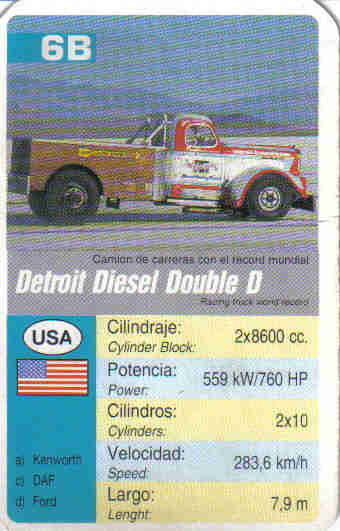 6B
Camion de carreras con el record mundial
Detroit Diesel Double D
Racing truck world record
USA
Cilindraje:
Cylinder Block:
2x8600 cc.
Potencia:
Power:
559 kW/760 HP
Cilindros:
Cylinders:
2x10
a) Kenworth
c) DAF
d) Ford
Velocidad:
Speed:
283,6 km/h
Largo:
Lenght:
7,9 m